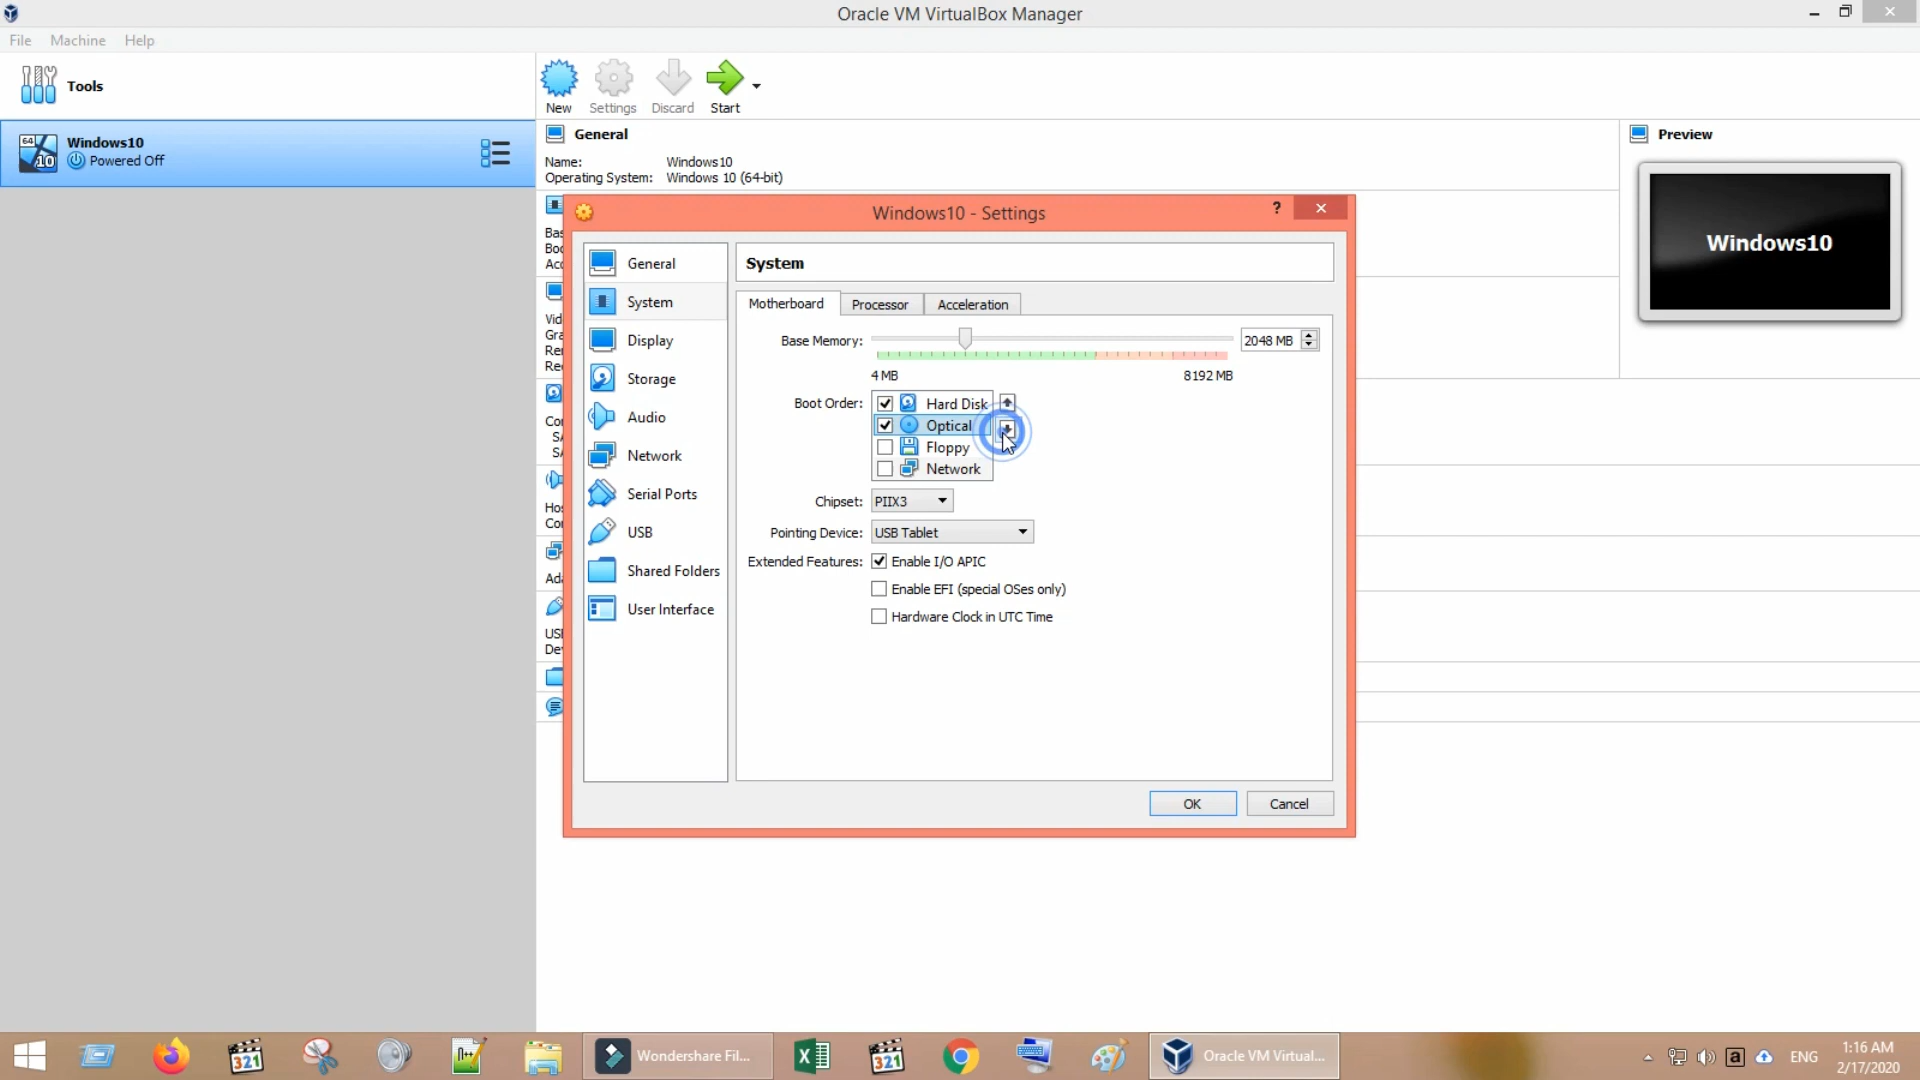 Oracle VM VirtualBox Manager
File Machine Help
Tools
New Settings Discard Start
64
10
Windows10
Powered Off
General
Name: Windows10
Operating System: Windows 10 (64-bit)
Preview
Windows10
Windows10 - Settings
?
General
System
Display
Storage
Audio
Network
Serial Ports
USB
Shared Folders
User Interface
System
Motherboard Processor Acceleration
Base Memory: 2048 MB
4 MB 8192 MB
Boot Order: Hard Disk
Optical
Floppy
Network
Chipset: PIIX3
Pointing Device: USB Tablet
Extended Features: Enable I/O APIC
Enable EFI (special OSes only)
Hardware Clock in UTC Time
OK Cancel
321
Wondershare Fil...
321
Oracle VM Virtual...
ENG
1:16 AM
2/17/2020